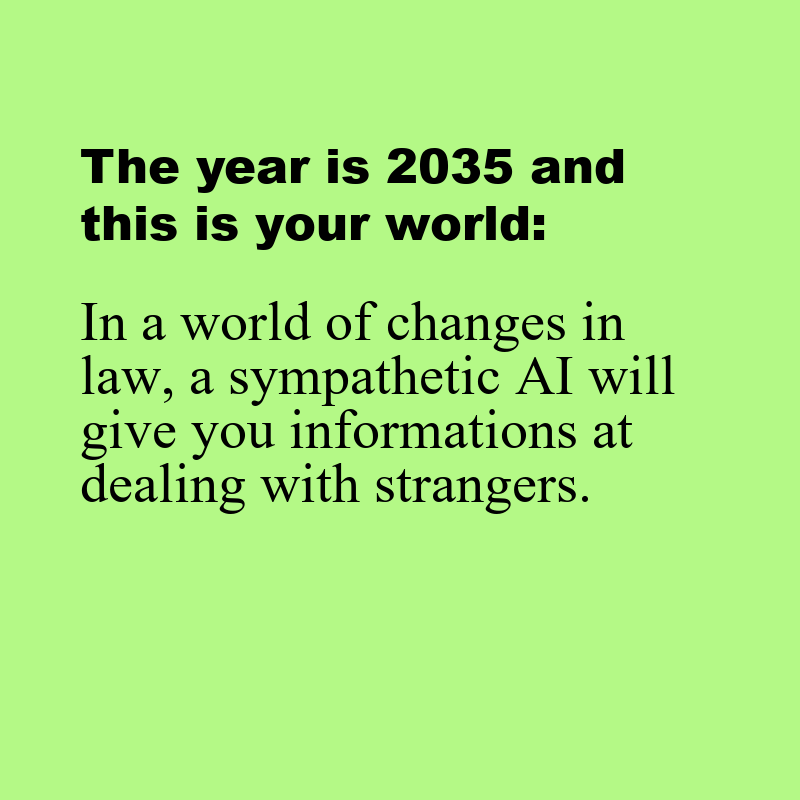 The year is 2035 and
this is your world:
In a world of changes in
law, a sympathetic AI will
give you informations at
dealing with strangers.